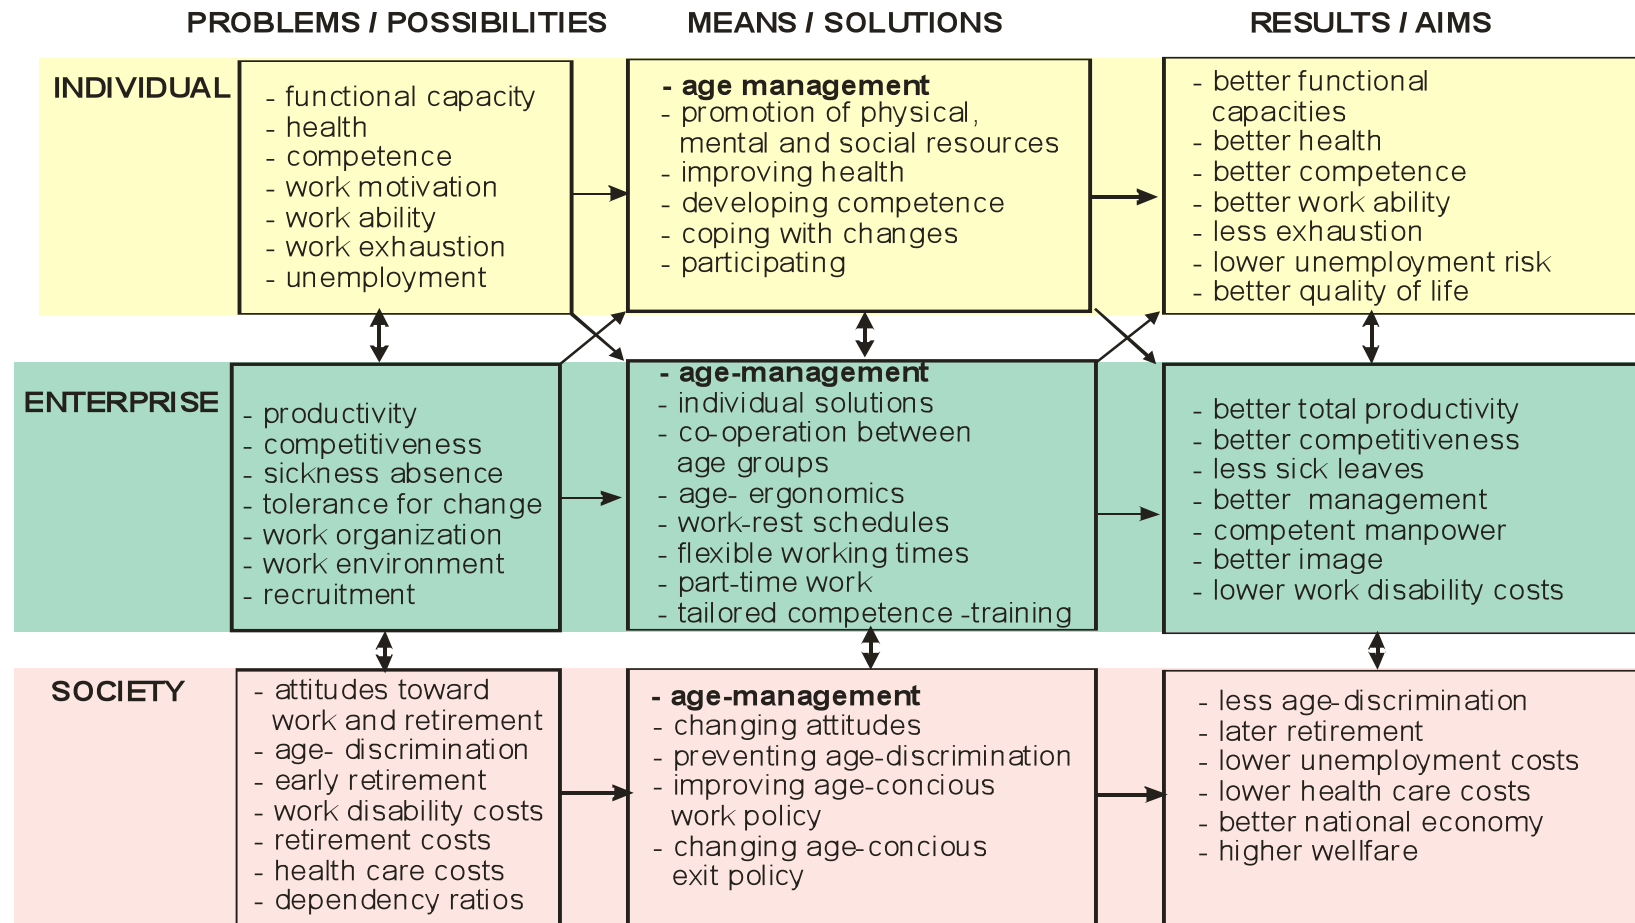 PROBLEMS / POSSIBILITIES
MEANS / SOLUTIONS
RESULTS / AIMS
INDIVIDUAL
- functional capacity
- health
- competence
- work motivation
- work ability
- work exhaustion
- unemployment
- age management
- promotion of physical,
mental and social resources
- improving health
- developing competence
- coping with changes
- participating
- better functional
capacities
- better health
- better competence
- better work ability
- less exhaustion
- lower unemployment risk
- better quality of life
ENTERPRISE
- productivity
- competitiveness
- sickness absence
- tolerance for change
- work organization
- work environment
- recruitment
- age-management
- individual solutions
- co-operation between
age groups
- age- ergonomics
- work-rest schedules
- flexible working times
- part-time work
- tailored competence -training
- better total productivity
- better competitiveness
- less sick leaves
- better management
- competent manpower
- better image
- lower work disability costs
SOCIETY
- attitudes toward
work and retirement
- age- discrimination
- early retirement
- work disability costs
- retirement costs
- health care costs
- dependency ratios
- age-management
- changing attitudes
- preventing age-discrimination
- improving age-concious
work policy
- changing age-concious
exit policy
- less age-discrimination
- later retirement
- lower unemployment costs
- lower health care costs
- better national economy
- higher wellfare